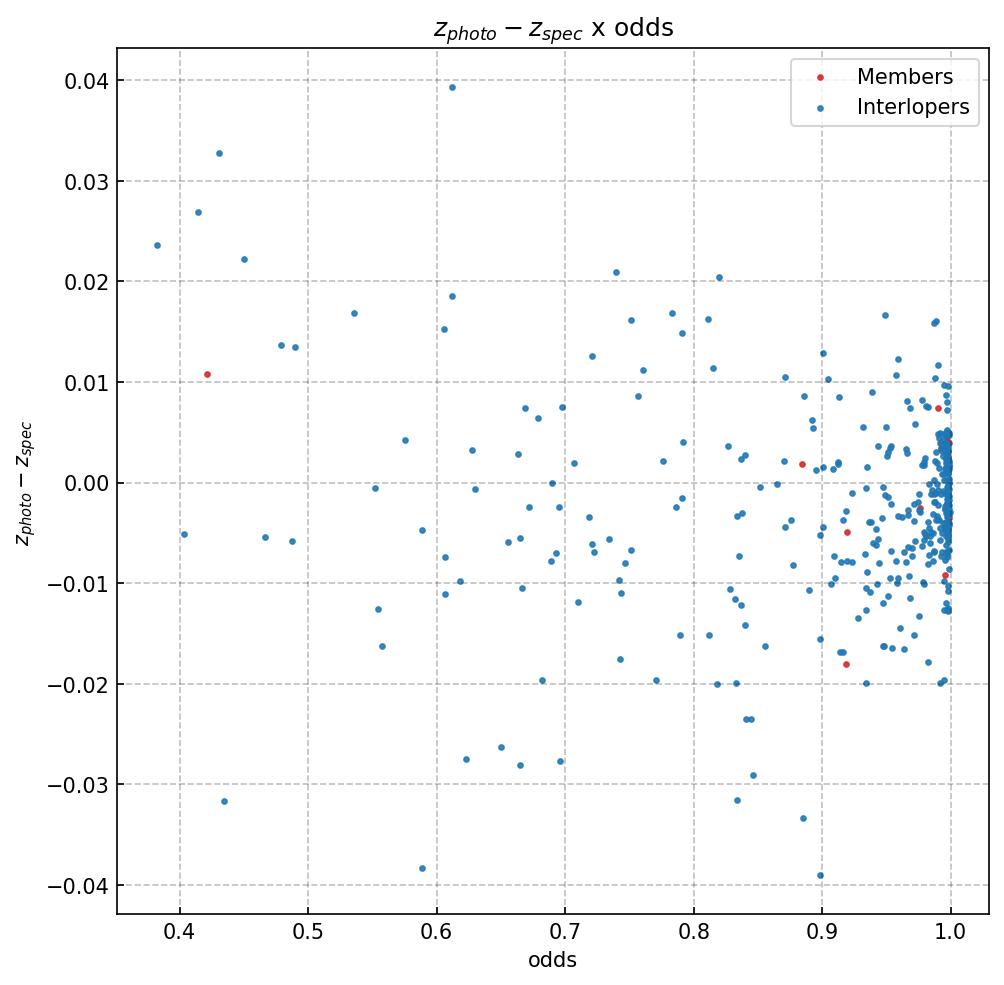 z_photo − z_spec x odds
Members
Interlopers
0.04
0.03
0.02
0.01
0.00
−0.01
−0.02
−0.03
−0.04
z_photo − z_spec
0.4 0.5 0.6 0.7 0.8 0.9 1.0
odds